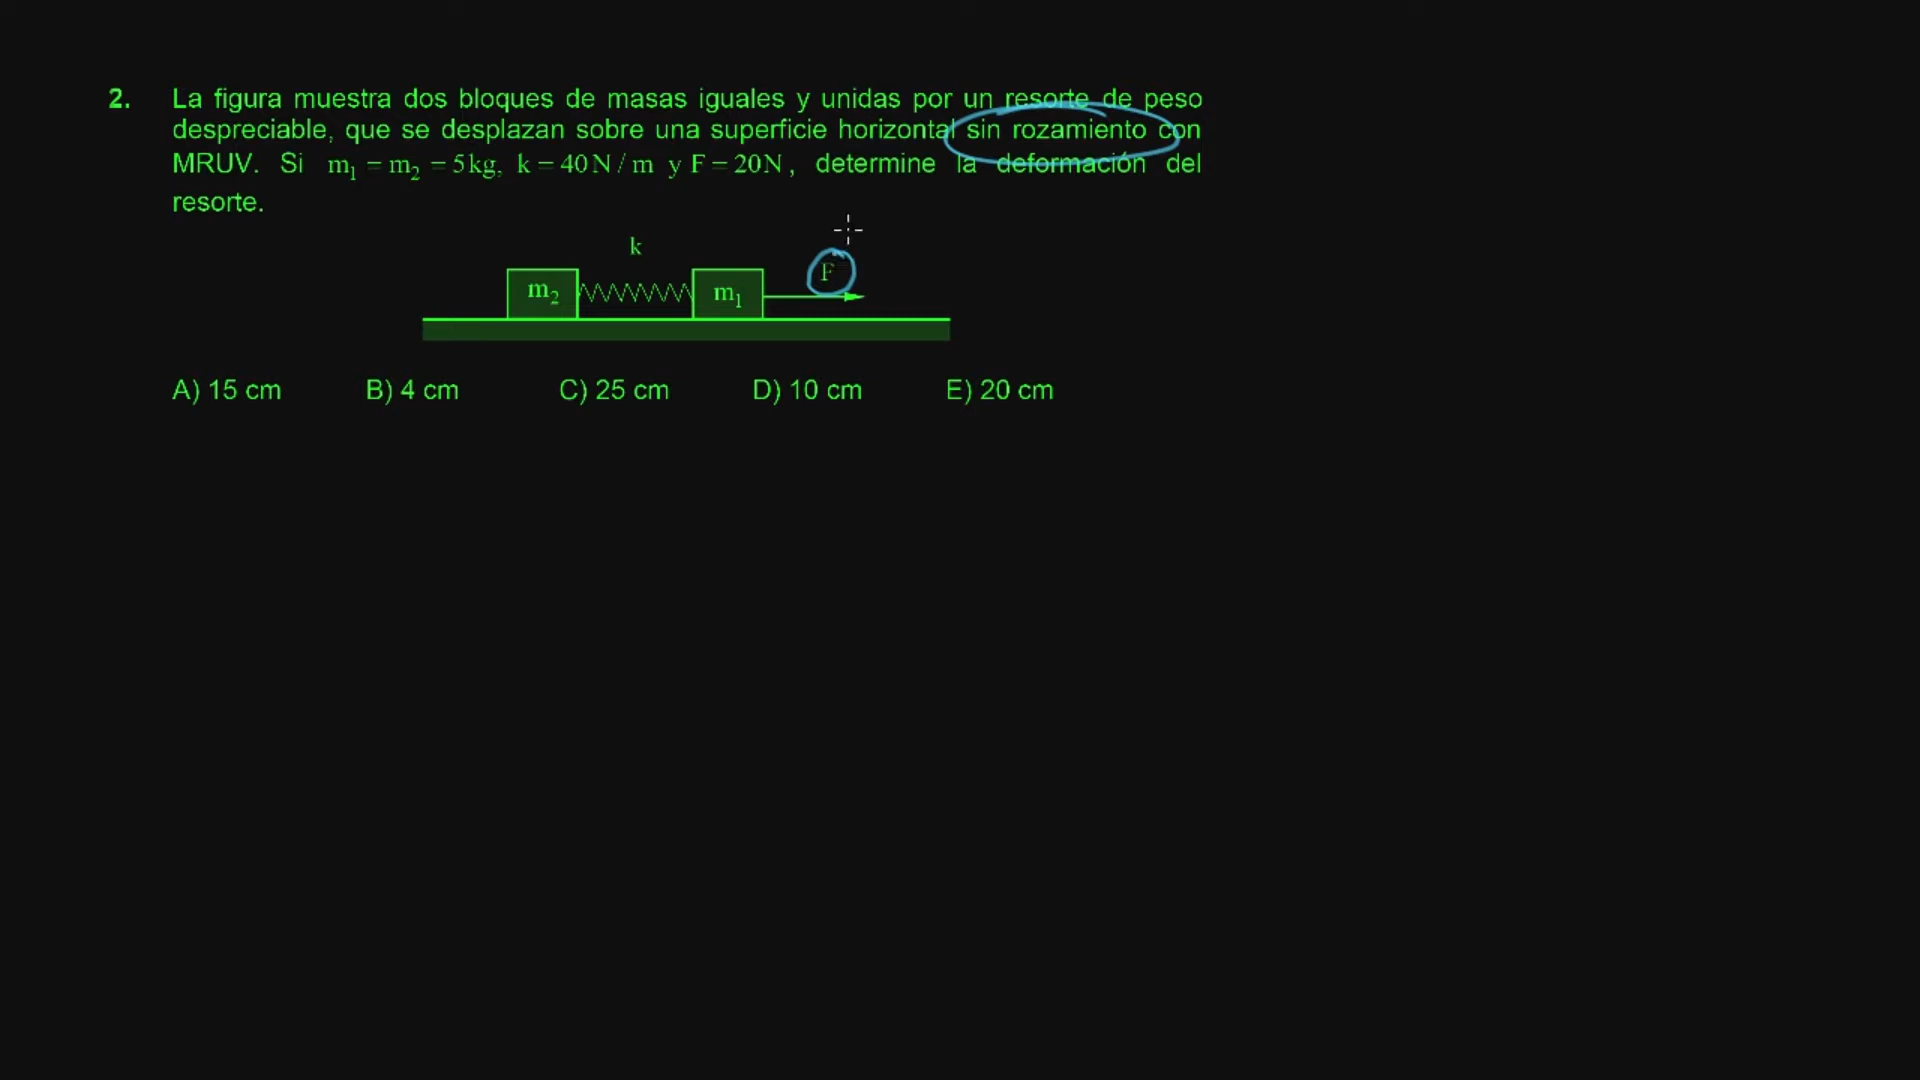 2. La figura muestra dos bloques de masas iguales y unidas por un resorte de peso
despreciable, que se desplazan sobre una superficie horizontal sin rozamiento con
MRUV. Si m₁ = m₂ = 5kg, k = 40N/m y F = 20N, determine la deformación del
resorte.
k
F
m₂ m₁
A) 15 cm B) 4 cm C) 25 cm D) 10 cm E) 20 cm